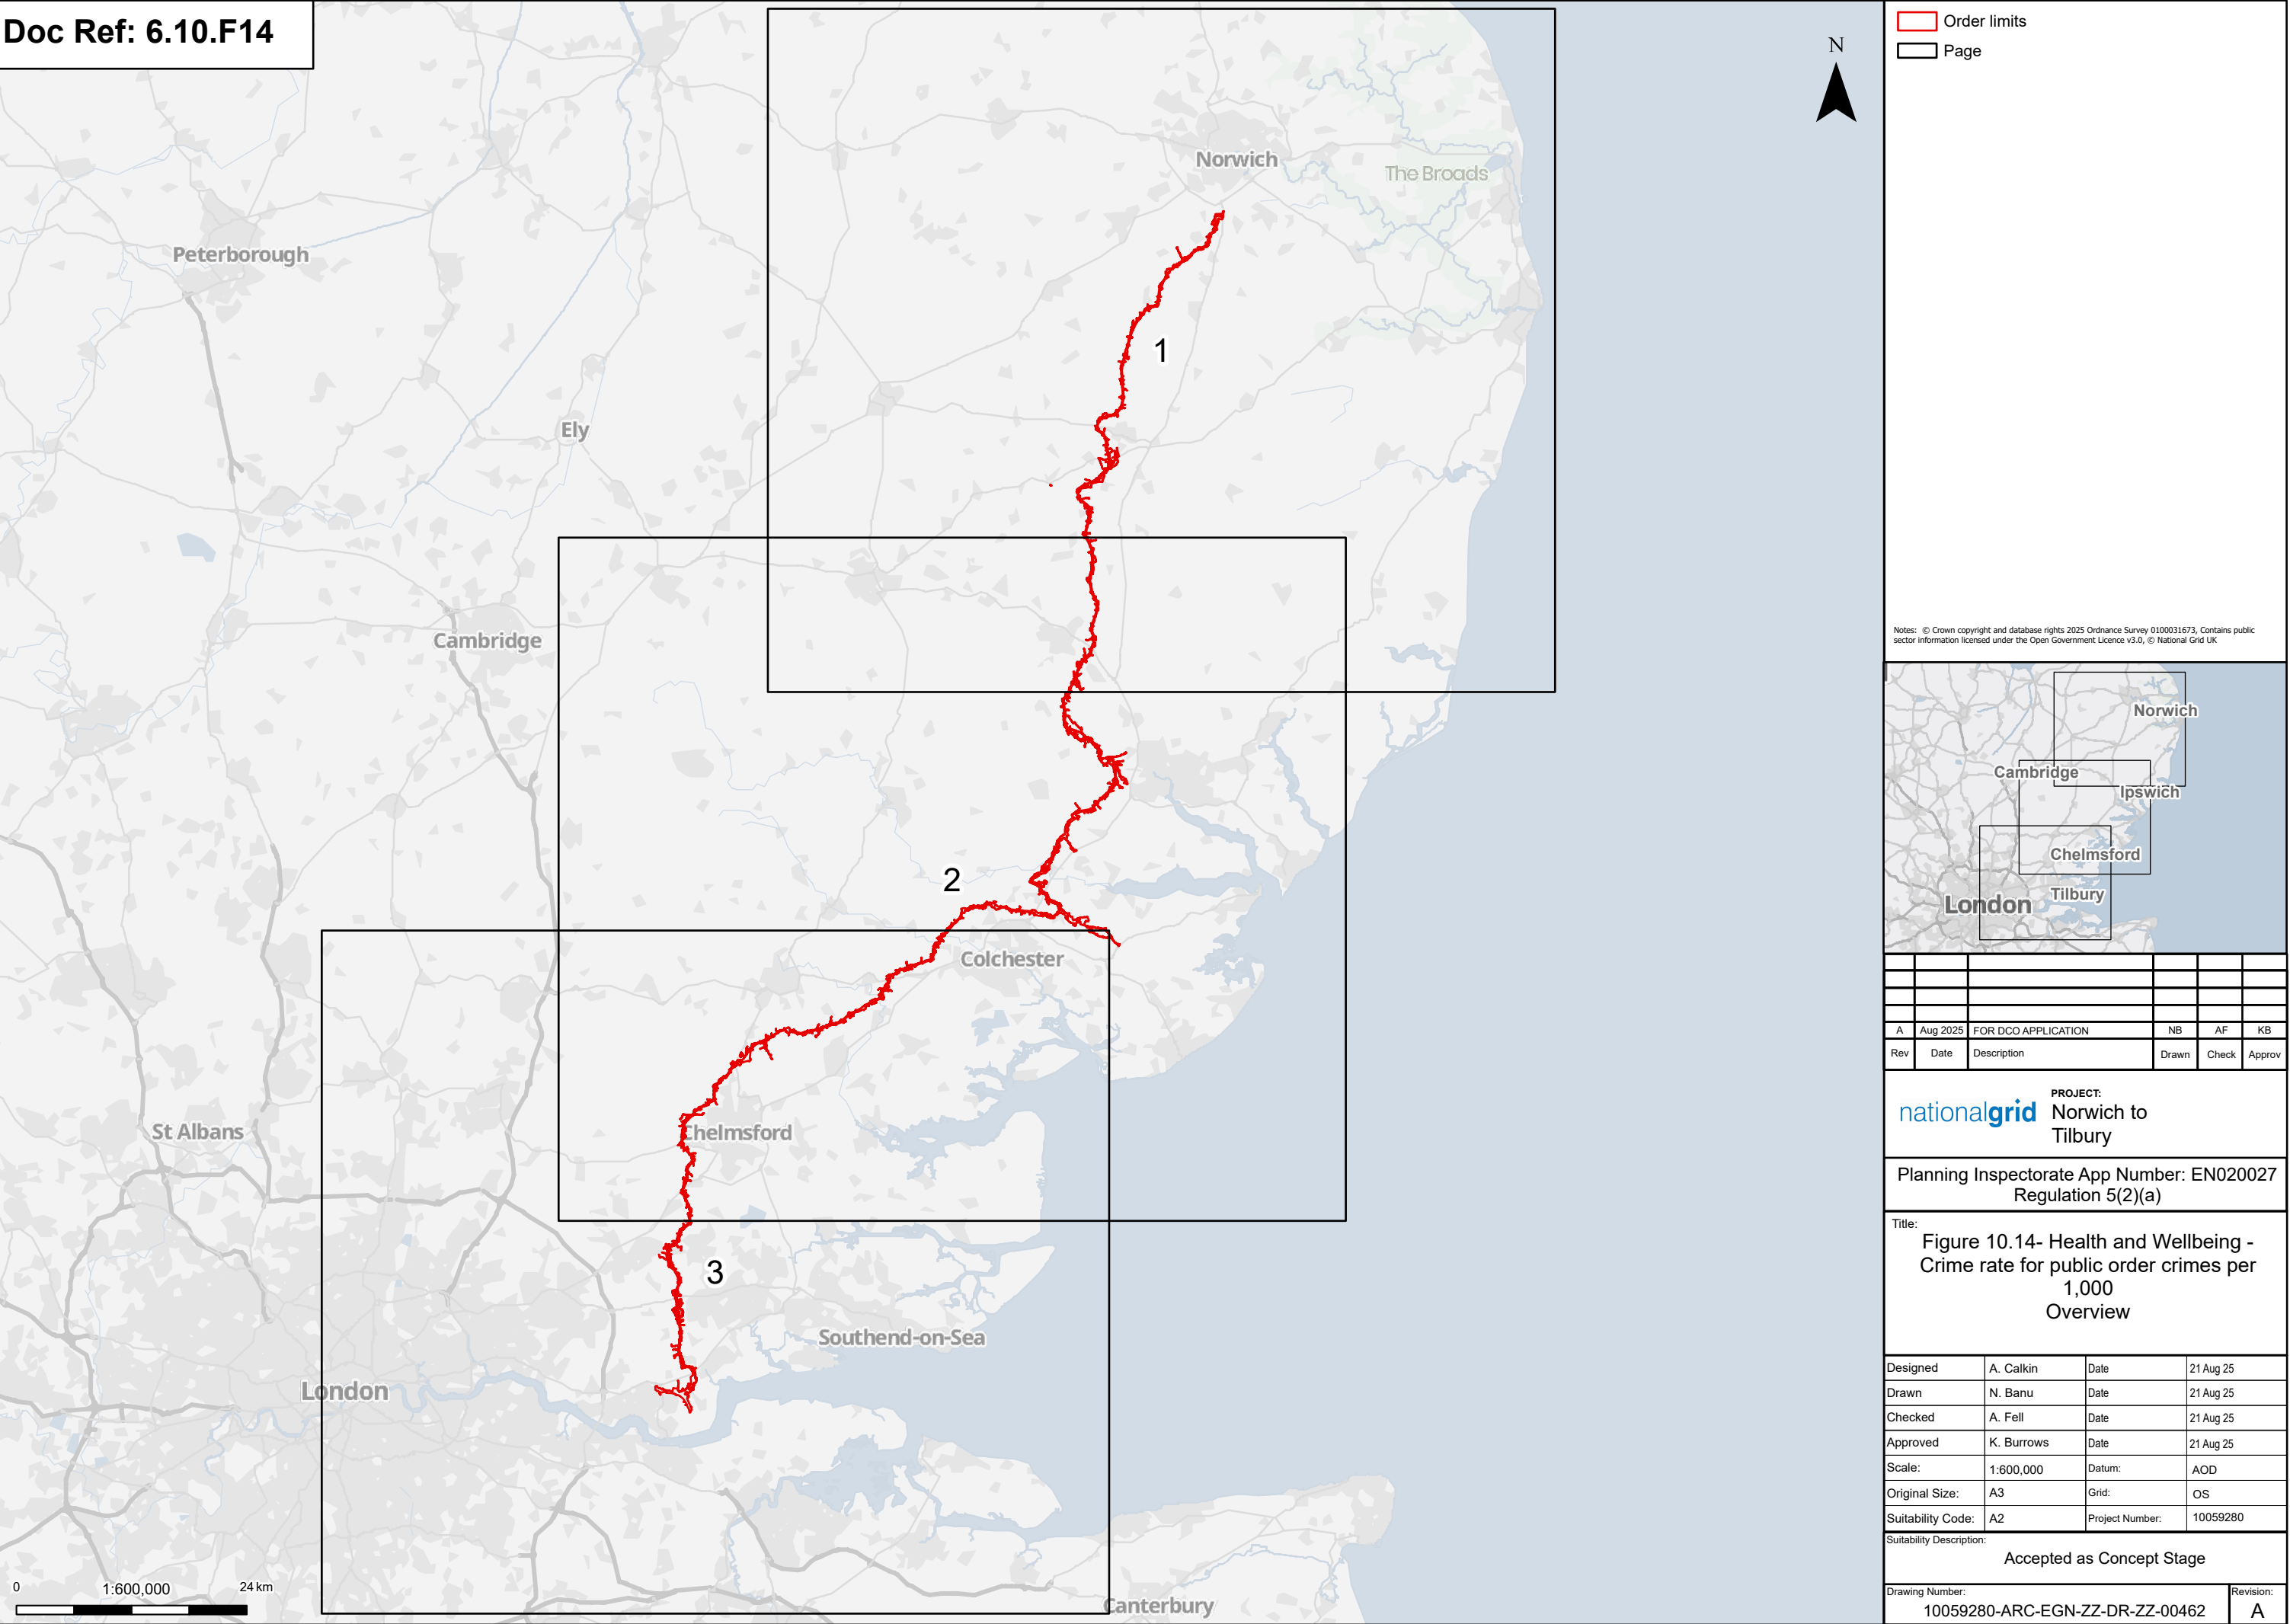 Doc Ref: 6.10.F14
Norwich
The Broads
Peterborough
1
Ely
Cambridge
2
Colchester
St Albans
Chelmsford
3
Southend-on-Sea
London
Canterbury
0 1:600,000 24 km
N
Order limits
Page
Notes: © Crown copyright and database rights 2025 Ordnance Survey 0100031673, Contains public
sector information licensed under the Open Government Licence v3.0, © National Grid UK
Norwich
Cambridge
Ipswich
Chelmsford
Tilbury
London
A Aug 2025 FOR DCO APPLICATION NB AF KB
Rev Date Description Drawn Check Approv
nationalgrid
PROJECT:
Norwich to
Tilbury
Planning Inspectorate App Number: EN020027
Regulation 5(2)(a)
Title:
Figure 10.14- Health and Wellbeing -
Crime rate for public order crimes per
1,000
Overview
Designed A. Calkin Date 21 Aug 25
Drawn N. Banu Date 21 Aug 25
Checked A. Fell Date 21 Aug 25
Approved K. Burrows Date 21 Aug 25
Scale: 1:600,000 Datum: AOD
Original Size: A3 Grid: OS
Suitability Code: A2 Project Number: 10059280
Suitability Description:
Accepted as Concept Stage
Drawing Number: Revision:
10059280-ARC-EGN-ZZ-DR-ZZ-00462 A